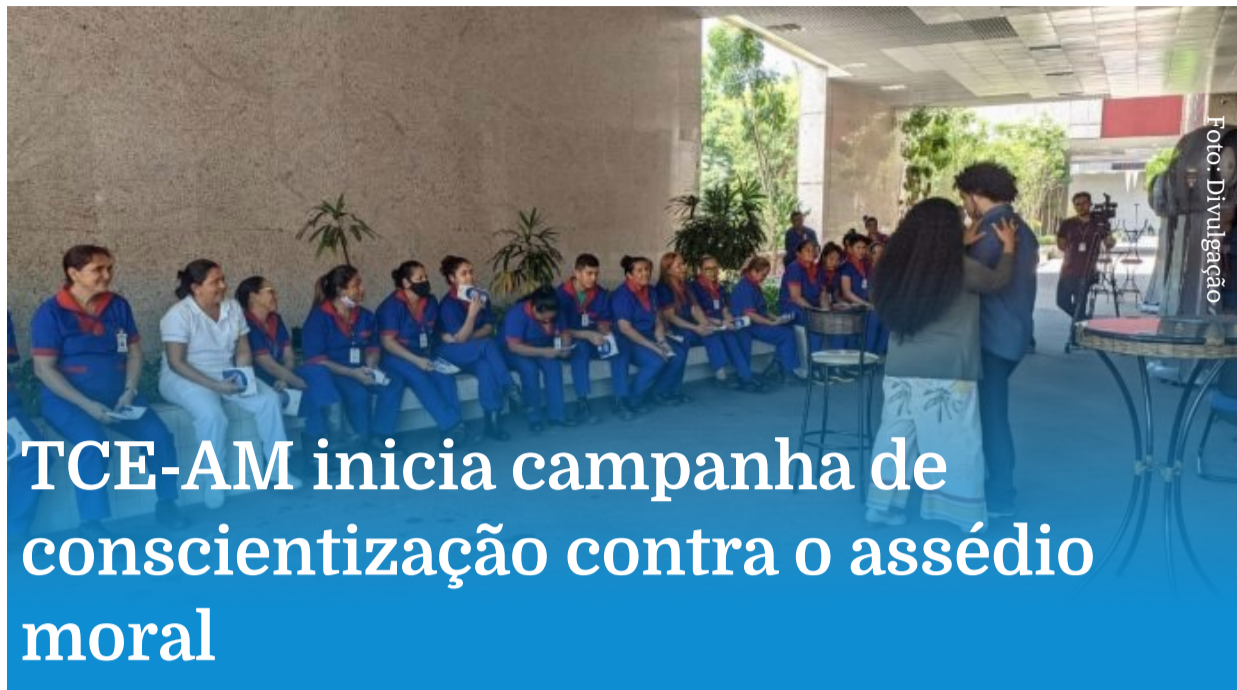 Foto: Divulgação
TCE-AM inicia campanha de
conscientização contra o assédio
moral